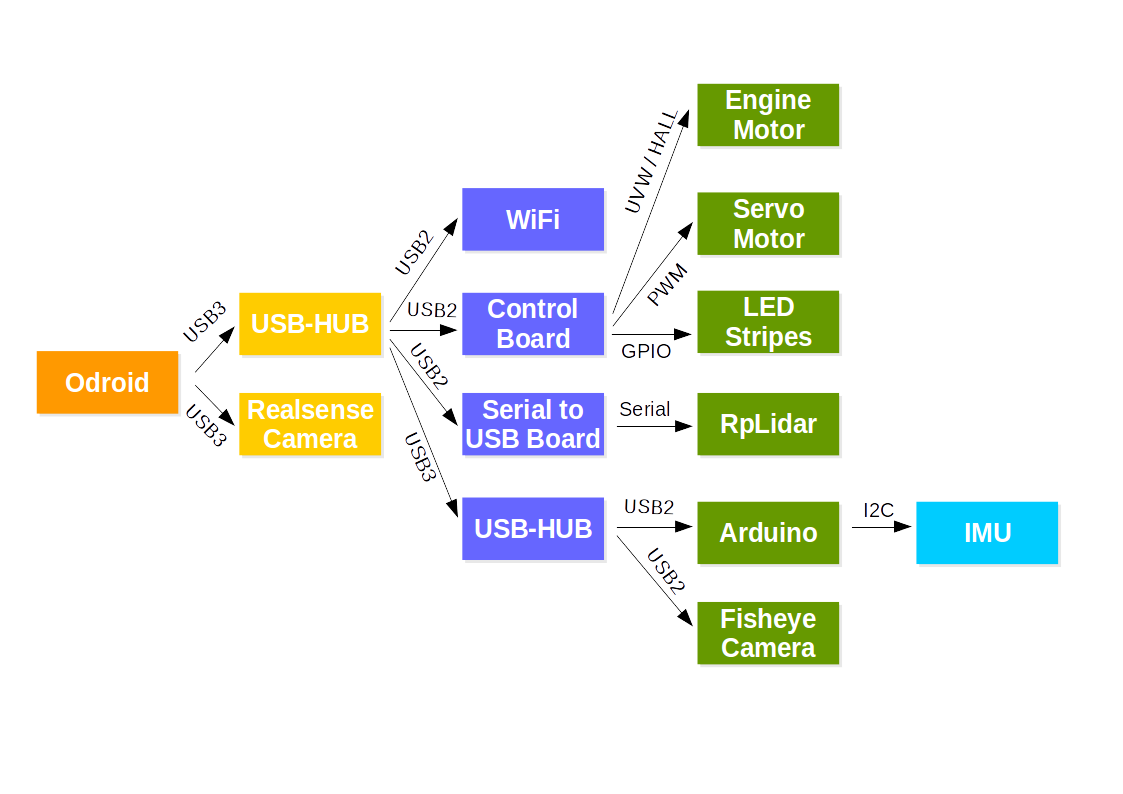 Odroid
USB3
USB3
USB-HUB
Realsense
Camera
USB2
USB2
USB2
USB3
WiFi
Control
Board
Serial to
USB Board
USB-HUB
UVW / HALL
PWM
GPIO
Serial
USB2
USB2
Engine
Motor
Servo
Motor
LED
Stripes
RpLidar
Arduino
Fisheye
Camera
I2C
IMU